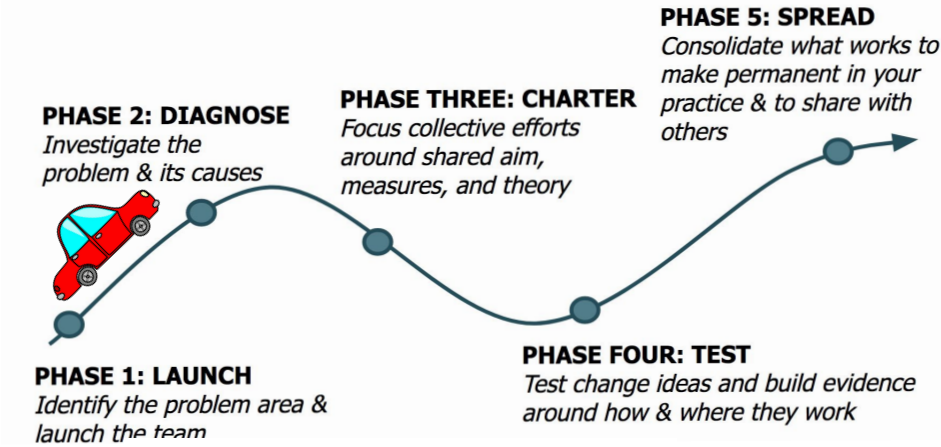 PHASE 1: LAUNCH
Identify the problem area &
launch the team
PHASE 2: DIAGNOSE
Investigate the
problem & its causes
PHASE THREE: CHARTER
Focus collective efforts
around shared aim,
measures, and theory
PHASE FOUR: TEST
Test change ideas and build evidence
around how & where they work
PHASE 5: SPREAD
Consolidate what works to
make permanent in your
practice & to share with
others